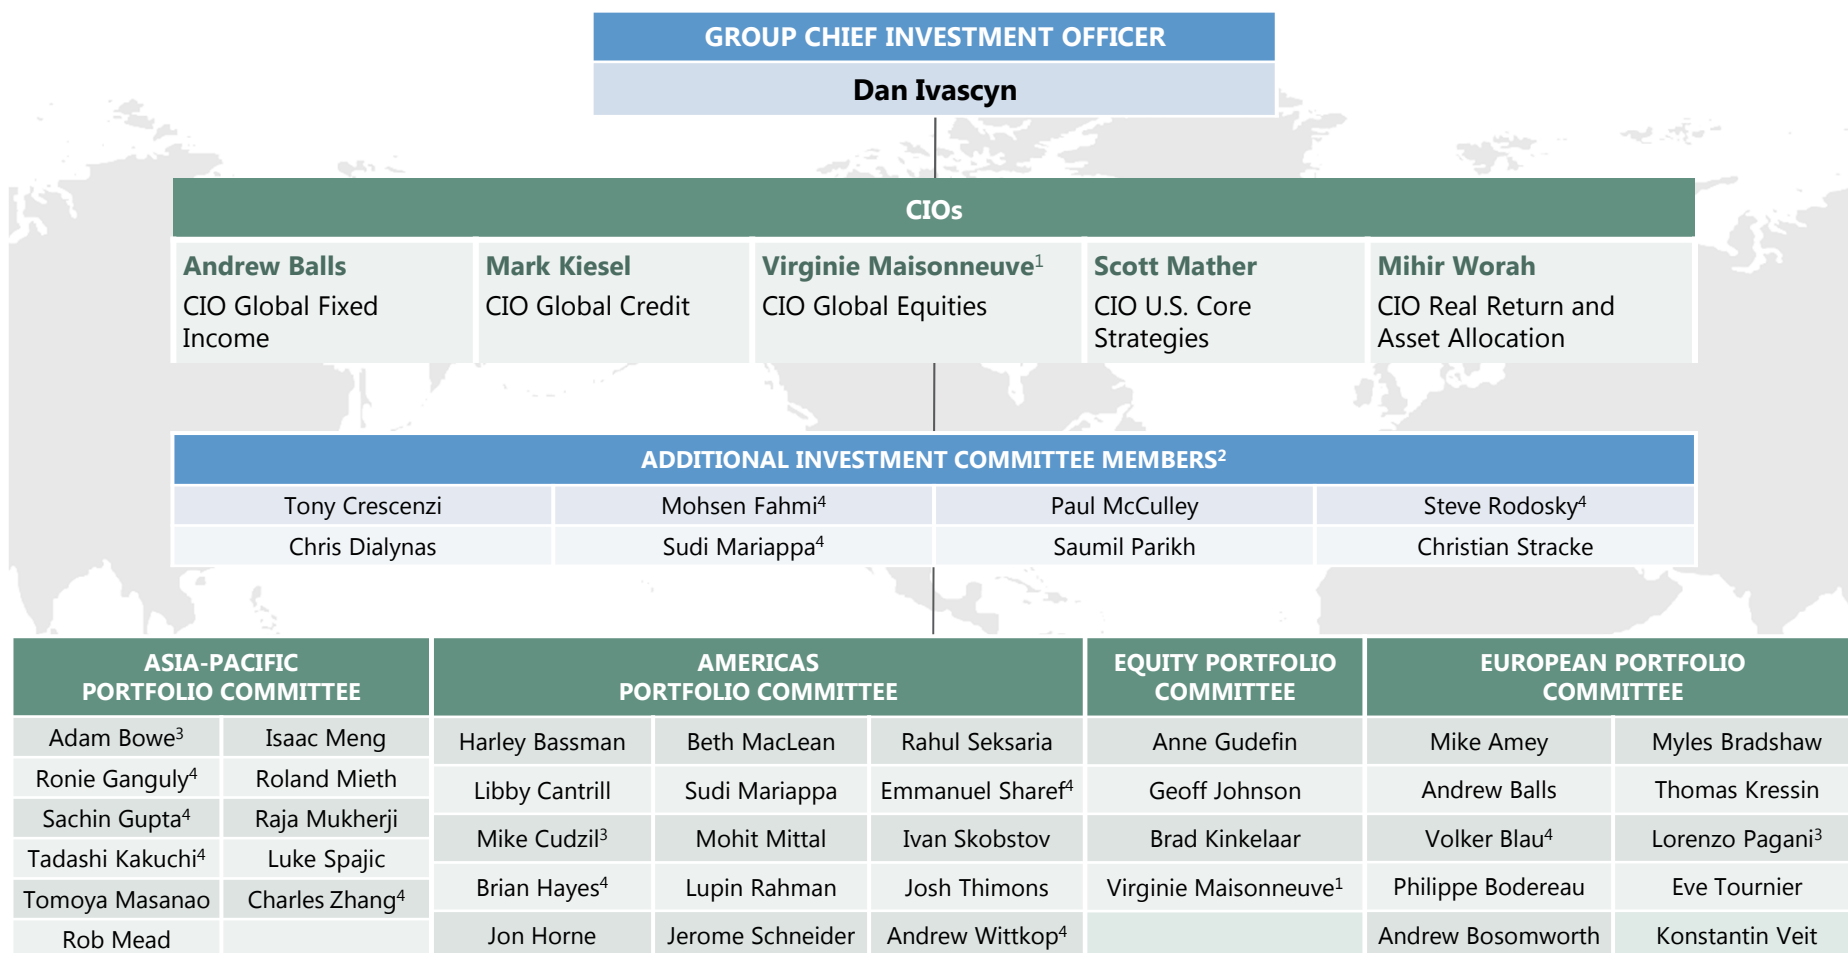 GROUP CHIEF INVESTMENT OFFICER
Dan Ivascyn
CIOs
Andrew Balls
CIO Global Fixed
Income
Mark Kiesel
CIO Global Credit
Virginie Maisonneuve¹
CIO Global Equities
Scott Mather
CIO U.S. Core
Strategies
Mihir Worah
CIO Real Return and
Asset Allocation
ADDITIONAL INVESTMENT COMMITTEE MEMBERS²
Tony Crescenzi Mohsen Fahmi⁴ Paul McCulley Steve Rodosky⁴
Chris Dialynas Sudi Mariappa⁴ Saumil Parikh Christian Stracke
ASIA-PACIFIC
PORTFOLIO COMMITTEE
Adam Bowe³ Isaac Meng
Ronie Ganguly⁴ Roland Mieth
Sachin Gupta⁴ Raja Mukherji
Tadashi Kakuchi⁴ Luke Spajic
Tomoya Masanao Charles Zhang⁴
Rob Mead
AMERICAS
PORTFOLIO COMMITTEE
Harley Bassman Beth MacLean Rahul Seksaria
Libby Cantrill Sudi Mariappa Emmanuel Sharef⁴
Mike Cudzil³ Mohit Mittal Ivan Skobstov
Brian Hayes⁴ Lupin Rahman Josh Thimons
Jon Horne Jerome Schneider Andrew Wittkop⁴
EQUITY PORTFOLIO
COMMITTEE
Anne Gudefin
Geoff Johnson
Brad Kinkelaar
Virginie Maisonneuve¹
EUROPEAN PORTFOLIO
COMMITTEE
Mike Amey Myles Bradshaw
Andrew Balls Thomas Kressin
Volker Blau⁴ Lorenzo Pagani³
Philippe Bodereau Eve Tournier
Andrew Bosomworth Konstantin Veit